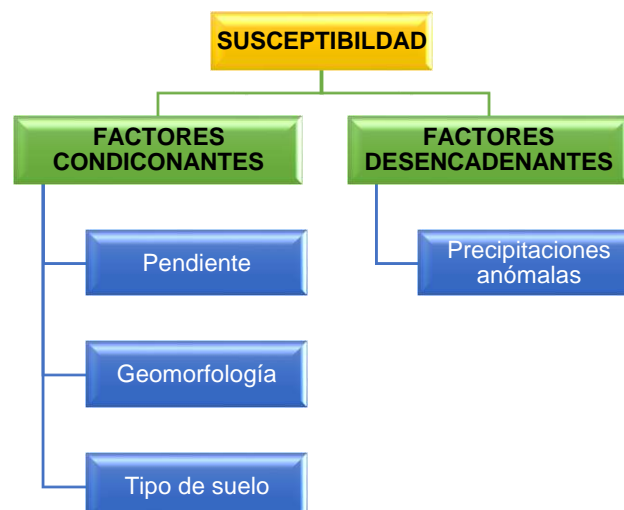 SUSCEPTIBILDAD
FACTORES
CONDICONANTES
FACTORES
DESENCADENANTES
Pendiente
Precipitaciones
anómalas
Geomorfología
Tipo de suelo